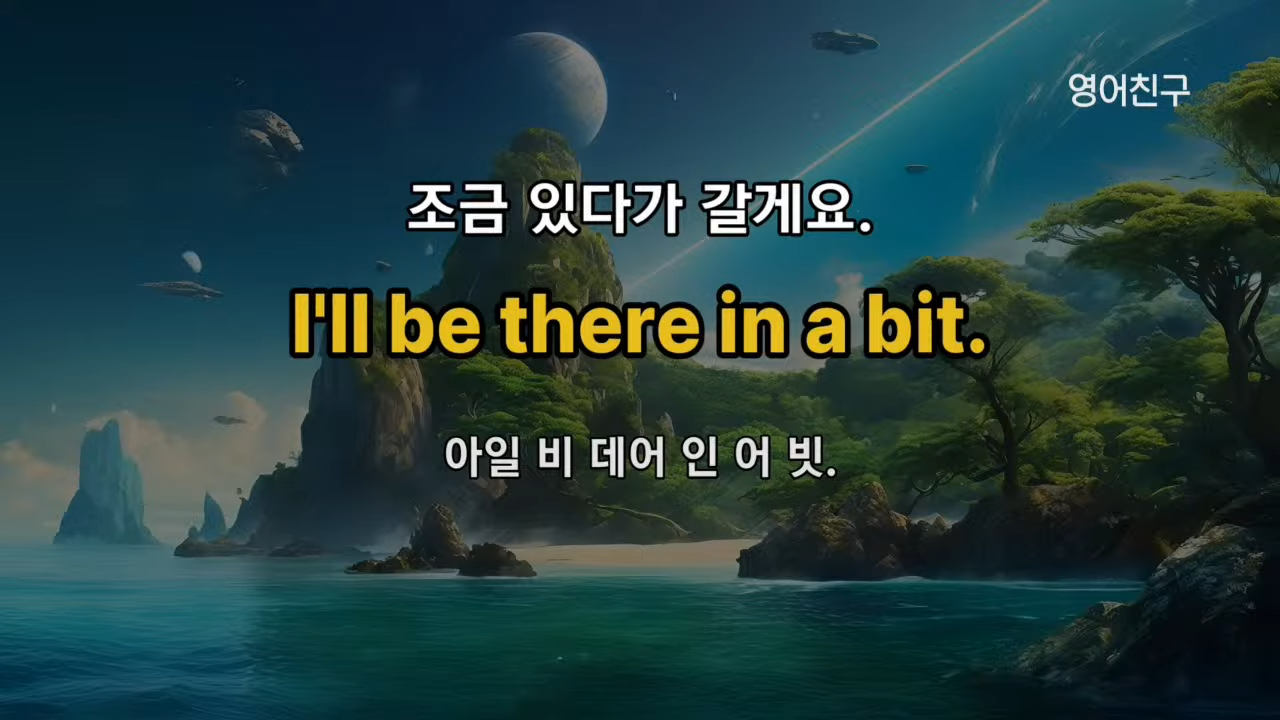 영어친구
조금 있다가 갈게요.
I'll be there in a bit.
아일 비 데어 인 어 빗.